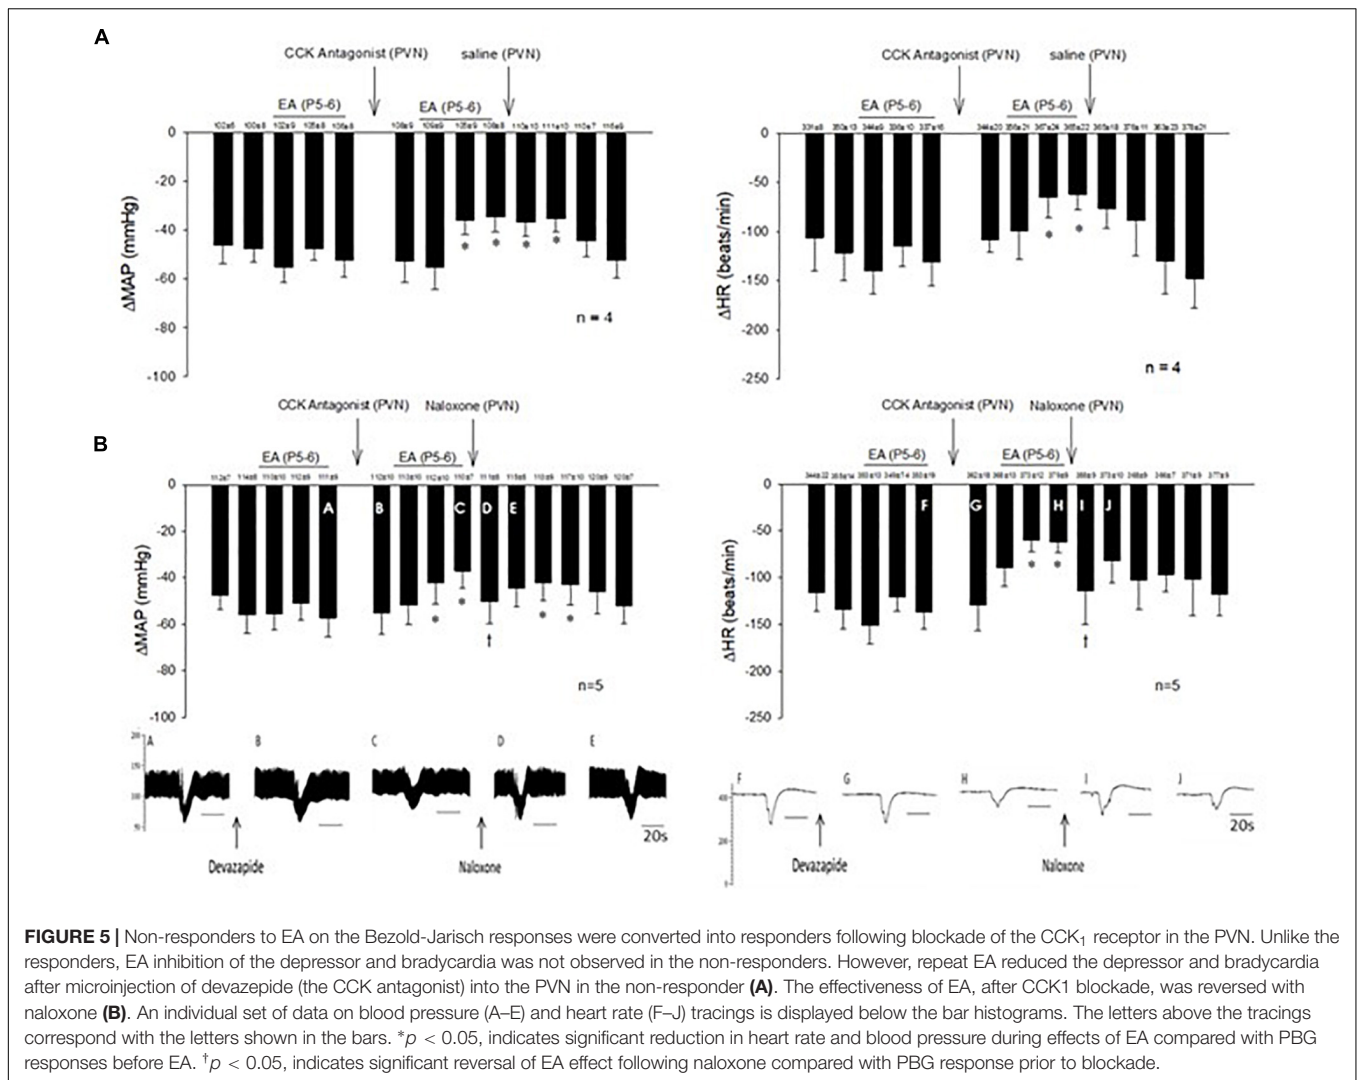 A
CCK Antagonist (PVN) saline (PVN)
EA (P5-6) EA (P5-6)
0
-20
-40
-60
-80
-100
ΔMAP (mmHg)
* * * *
n = 4
CCK Antagonist (PVN) saline (PVN)
EA (P5-6) EA (P5-6)
0
-50
-100
-150
-200
-250
ΔHR (beats/min)
* *
n = 4
B
CCK Antagonist (PVN) Naloxone (PVN)
EA (P5-6) EA (P5-6)
0
-20
-40
-60
-80
-100
ΔMAP (mmHg)
A B C D E
* * † * *
n=5
CCK Antagonist (PVN) Naloxone (PVN)
EA (P5-6) EA (P5-6)
0
-50
-100
-150
-200
-250
ΔHR (beats/min)
F G H I J
* * †
n=5
A B C D E
20s
Devazapide Naloxone
F G H I J
20s
Devazapide Naloxone
FIGURE 5 | Non-responders to EA on the Bezold-Jarisch responses were converted into responders following blockade of the CCK₁ receptor in the PVN. Unlike the
responders, EA inhibition of the depressor and bradycardia was not observed in the non-responders. However, repeat EA reduced the depressor and bradycardia
after microinjection of devazepide (the CCK antagonist) into the PVN in the non-responder (A). The effectiveness of EA, after CCK1 blockade, was reversed with
naloxone (B). An individual set of data on blood pressure (A–E) and heart rate (F–J) tracings is displayed below the bar histograms. The letters above the tracings
correspond with the letters shown in the bars. *p < 0.05, indicates significant reduction in heart rate and blood pressure during effects of EA compared with PBG
responses before EA. †p < 0.05, indicates significant reversal of EA effect following naloxone compared with PBG response prior to blockade.